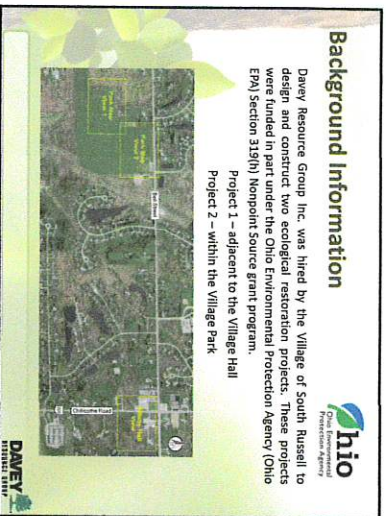 Background Information
Ohio
Ohio Environmental
Protection Agency
Davey Resource Group Inc. was hired by the Village of South Russell to
design and construct two ecological restoration projects. These projects
were funded in part under the Ohio Environmental Protection Agency (Ohio
EPA) Section 319(h) Nonpoint Source grant program.
Project 1 – adjacent to the Village Hall
Project 2 – within the Village Park
Bell Street
Chillicothe Road
DAVEY
RESOURCE GROUP